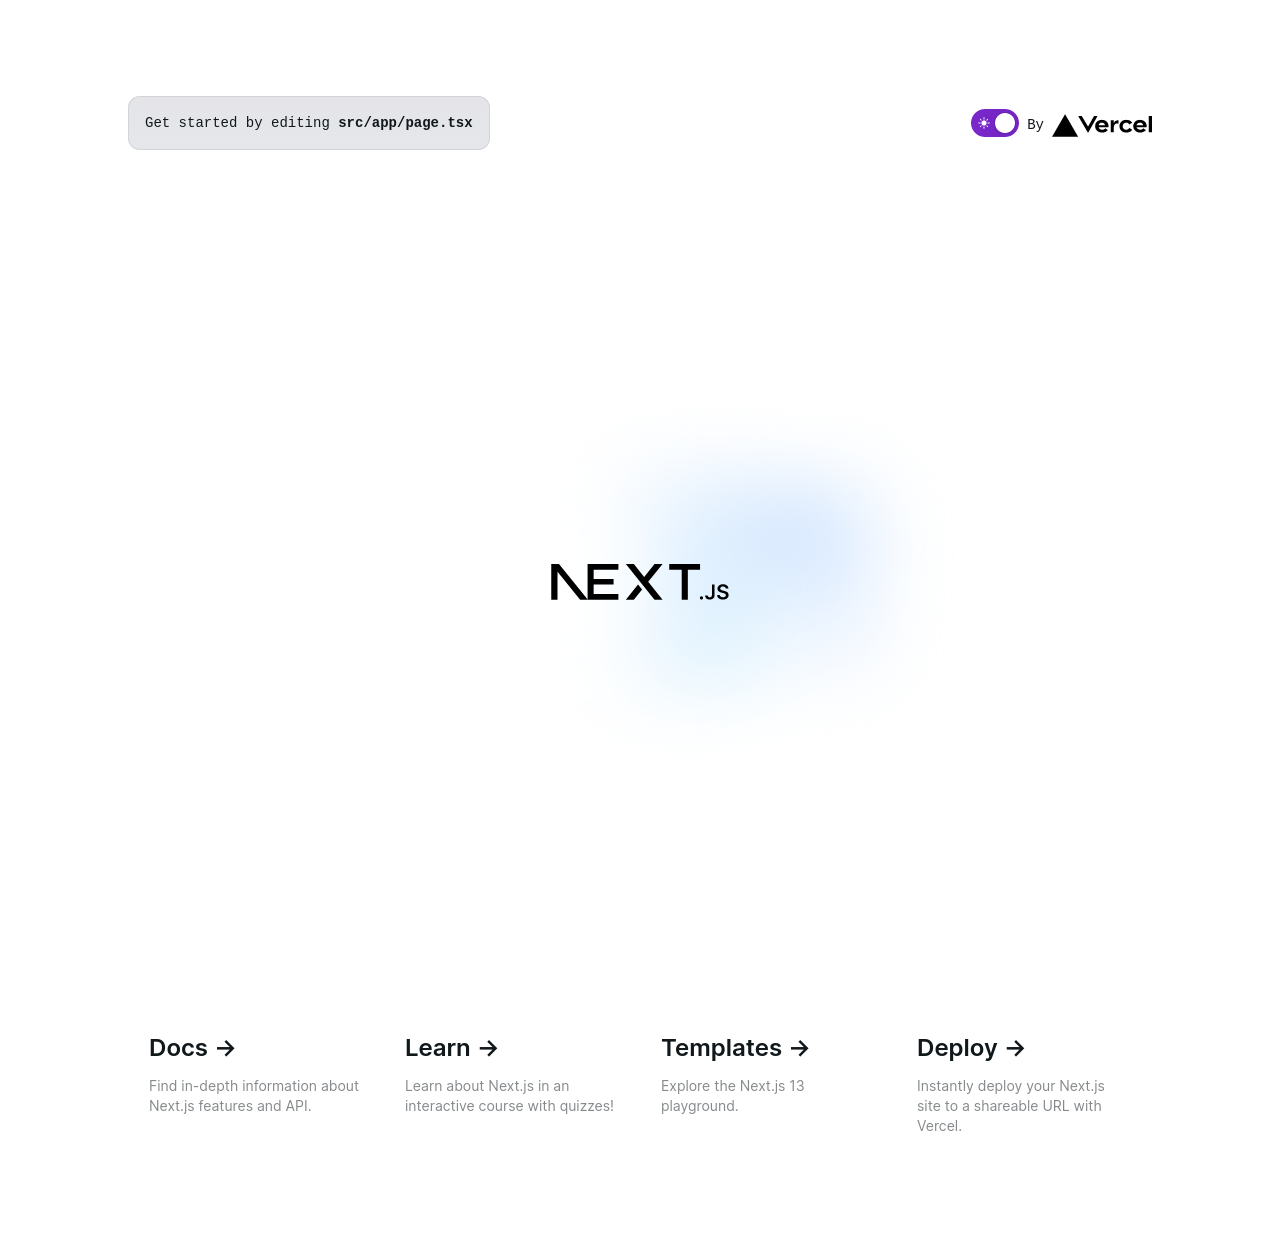 Get started by editing src/app/page.tsx
By Vercel
NEXT.JS
Docs ->
Find in-depth information about
Next.js features and API.
Learn ->
Learn about Next.js in an
interactive course with quizzes!
Templates ->
Explore the Next.js 13
playground.
Deploy ->
Instantly deploy your Next.js
site to a shareable URL with
Vercel.